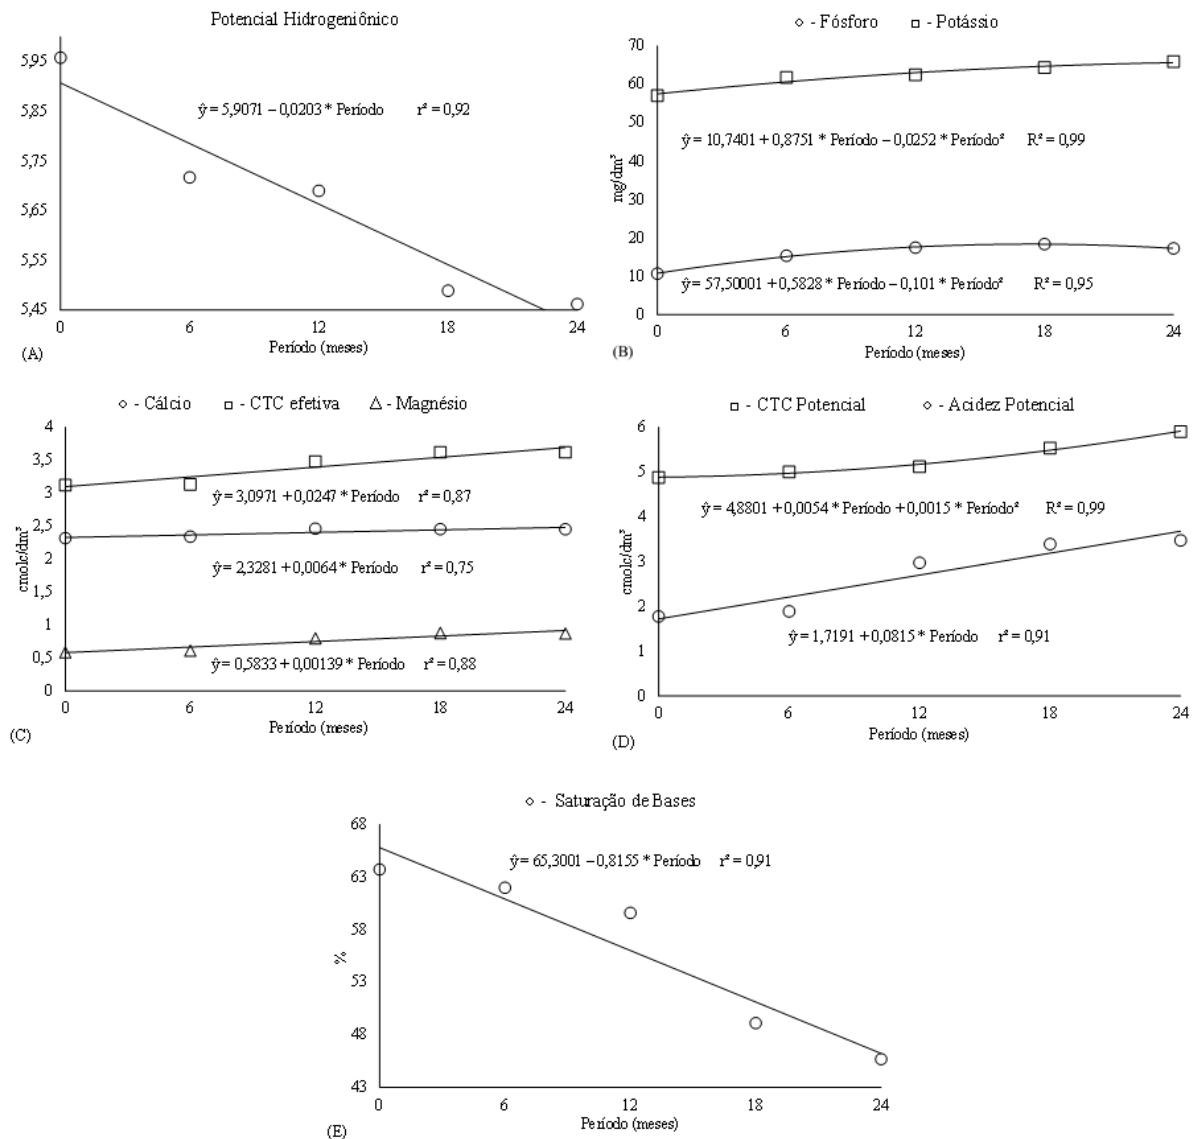 Potencial Hidrogeniônico
5,95
5,85
5,75
5,65
5,55
5,45
ŷ = 5,9071 – 0,0203 * Período r² = 0,92
0 6 12 18 24
Período (meses)
(A)
◇ - Fósforo □ - Potássio
70
60
50
40
30
20
10
0
mg/dm³
ŷ = 10,7401 + 0,8751 * Período – 0,0252 * Período² R² = 0,99
ŷ = 57,50001 + 0,5828 * Período – 0,101 * Período² R² = 0,95
0 6 12 18 24
Período (meses)
(B)
◇ - Cálcio □ - CTC efetiva △ - Magnésio
4
3,5
3
2,5
2
1,5
1
0,5
0
cmolc/dm³
ŷ = 3,0971 + 0,0247 * Período r² = 0,87
ŷ = 2,3281 + 0,0064 * Período r² = 0,75
ŷ = 0,5833 + 0,00139 * Período r² = 0,88
0 6 12 18 24
Período (meses)
(C)
□ - CTC Potencial ◇ - Acidez Potencial
6
5
4
3
2
1
0
cmolc/dm³
ŷ = 4,8801 + 0,0054 * Período + 0,0015 * Período² R² = 0,99
ŷ = 1,7191 + 0,0815 * Período r² = 0,91
0 6 12 18 24
Período (meses)
(D)
◇ - Saturação de Bases
68
63
58
53
48
43
%
ŷ = 65,3001 – 0,8155 * Período r² = 0,91
0 6 12 18 24
Período (meses)
(E)